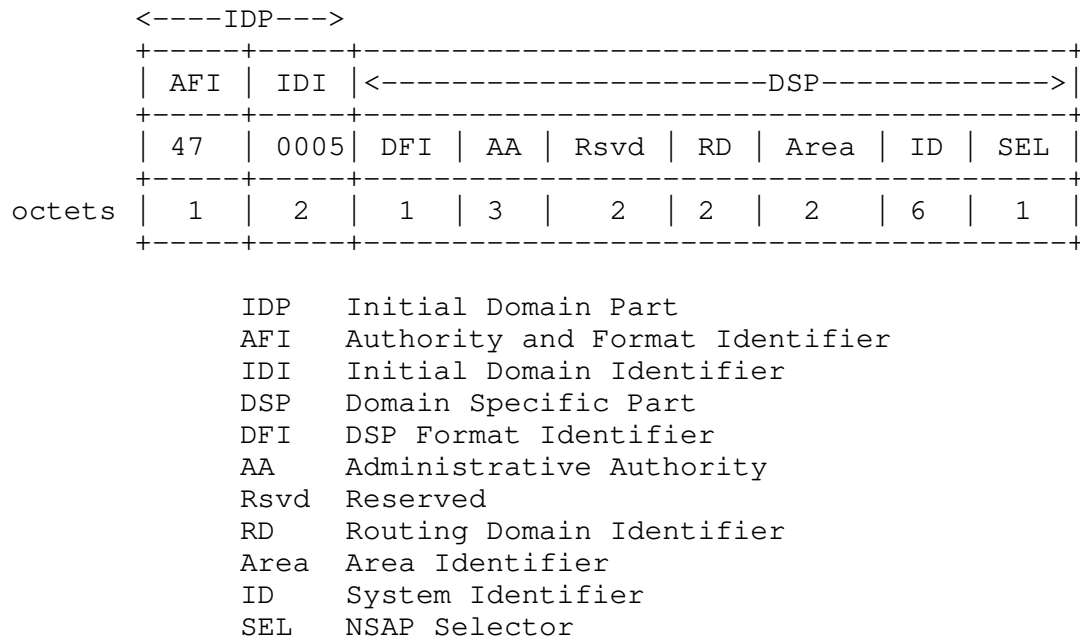 <----IDP--->
+-----+-----+----------------------------------------+
| AFI | IDI |<----------------------DSP------------->|
+-----+-----+----------------------------------------+
| 47 | 0005| DFI | AA | Rsvd | RD | Area | ID | SEL |
+-----+-----+----------------------------------------+
octets | 1 | 2 | 1 | 3 | 2 | 2 | 2 | 6 | 1 |
+-----+-----+----------------------------------------+
IDP Initial Domain Part
AFI Authority and Format Identifier
IDI Initial Domain Identifier
DSP Domain Specific Part
DFI DSP Format Identifier
AA Administrative Authority
Rsvd Reserved
RD Routing Domain Identifier
Area Area Identifier
ID System Identifier
SEL NSAP Selector